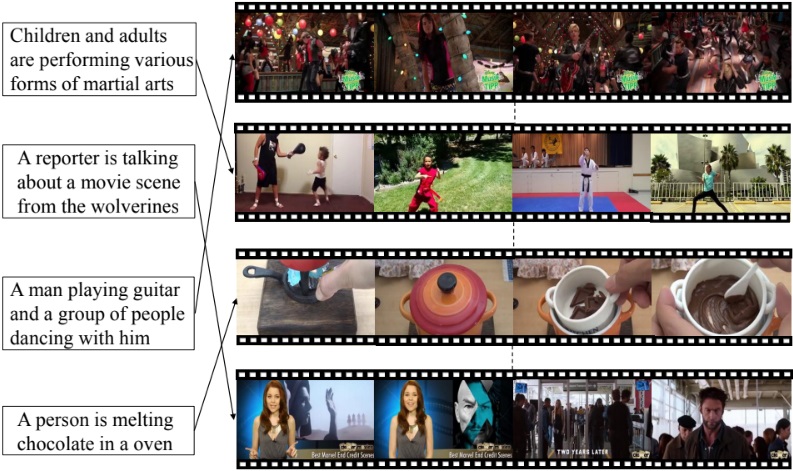 Children and adults
are performing various
forms of martial arts
A reporter is talking
about a movie scene
from the wolverines
A man playing guitar
and a group of people
dancing with him
A person is melting
chocolate in a oven
Best Marvel End Credit Scenes
Best Marvel End Credit Scenes
TWO YEARS LATER